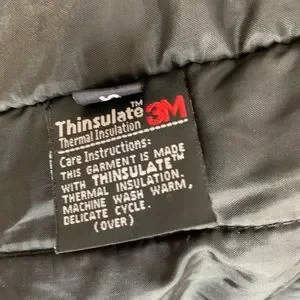 S
Thinsulate™ 3M
Thermal Insulation
Care Instructions:
THIS GARMENT IS MADE
WITH THINSULATE™
THERMAL INSULATION.
MACHINE WASH WARM,
DELICATE CYCLE.
(OVER)